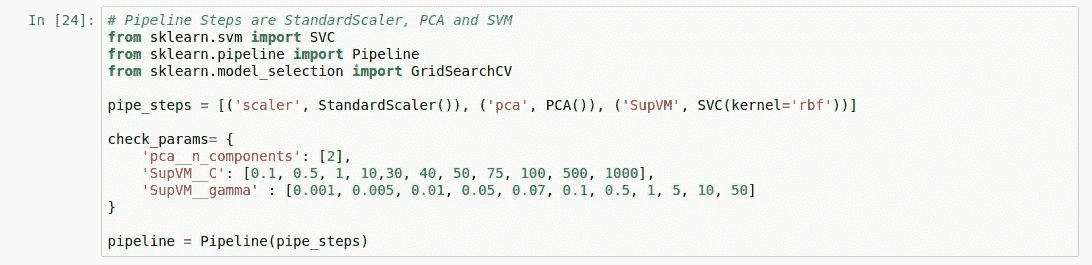 In [24]: # Pipeline Steps are StandardScaler, PCA and SVM
from sklearn.svm import SVC
from sklearn.pipeline import Pipeline
from sklearn.model_selection import GridSearchCV
pipe_steps = [('scaler', StandardScaler()), ('pca', PCA()), ('SupVM', SVC(kernel='rbf'))]
check_params= {
    'pca__n_components': [2],
    'SupVM__C': [0.1, 0.5, 1, 10,30, 40, 50, 75, 100, 500, 1000],
    'SupVM__gamma' : [0.001, 0.005, 0.01, 0.05, 0.07, 0.1, 0.5, 1, 5, 10, 50]
}
pipeline = Pipeline(pipe_steps)